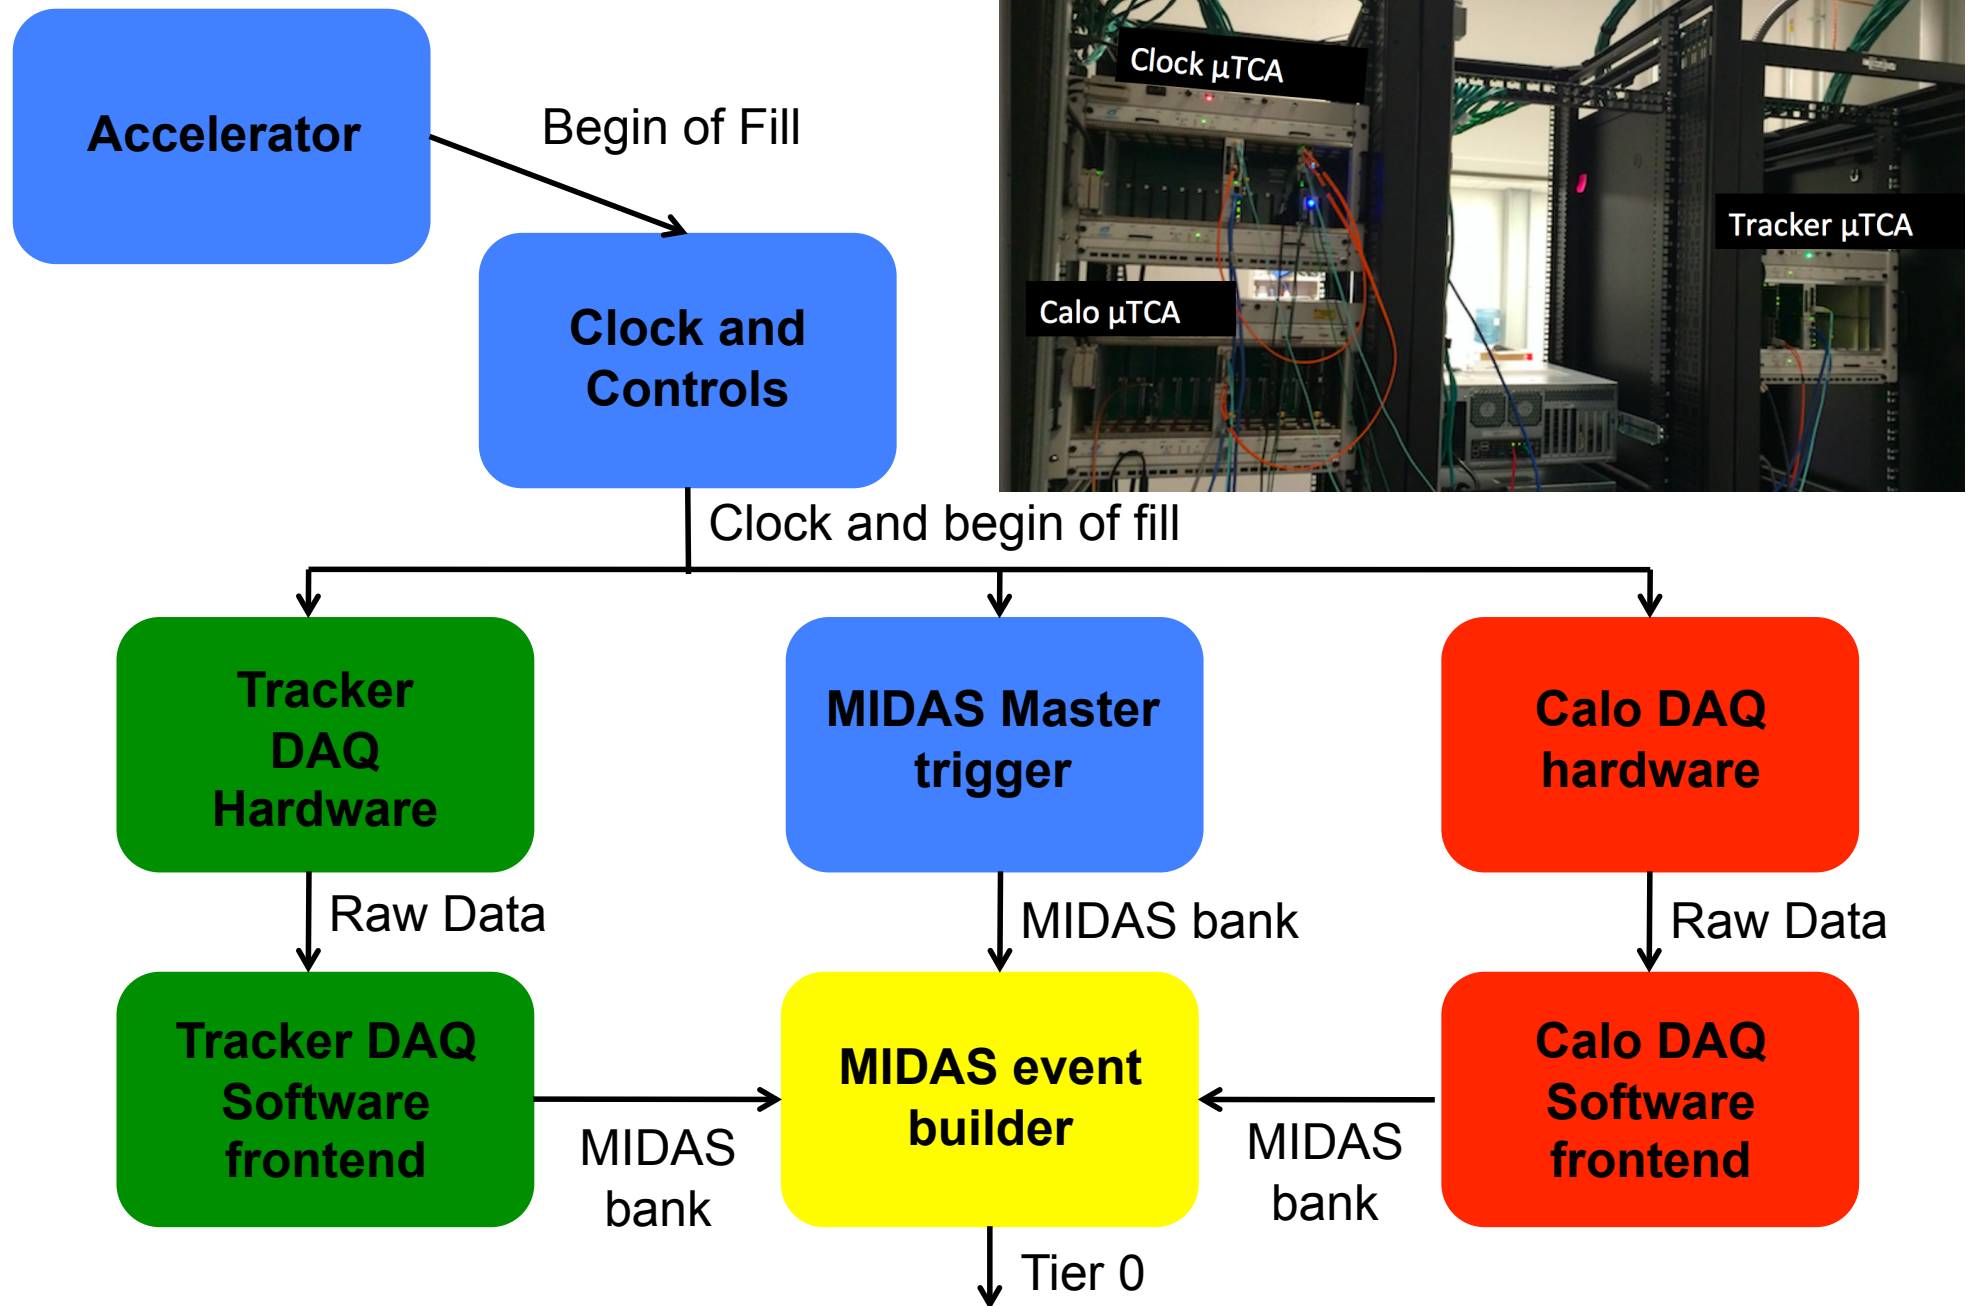 Accelerator
Begin of Fill
Clock µTCA
Tracker µTCA
Calo µTCA
Clock and
Controls
Clock and begin of fill
Tracker
DAQ
Hardware
MIDAS Master
trigger
Calo DAQ
hardware
Raw Data
MIDAS bank
Raw Data
Tracker DAQ
Software
frontend
MIDAS
bank
MIDAS event
builder
MIDAS
bank
Calo DAQ
Software
frontend
Tier 0